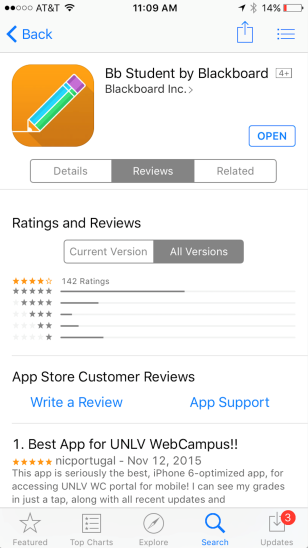 AT&T 11:09 AM 14%
Back
Bb Student by Blackboard 4+
Blackboard Inc. >
OPEN
Details Reviews Related
Ratings and Reviews
Current Version All Versions
★★★★☆ 142 Ratings
★★★★★
★★★★
★★★
★★
★
App Store Customer Reviews
Write a Review App Support
1. Best App for UNLV WebCampus!!
★★★★★ nicportugal - Nov 12, 2015
This app is seriously the best, iPhone 6-optimized app, for
accessing UNLV WC portal for mobile! I can see my grades
in just a tap, along with all recent updates and
3
Featured Top Charts Explore Search Updates